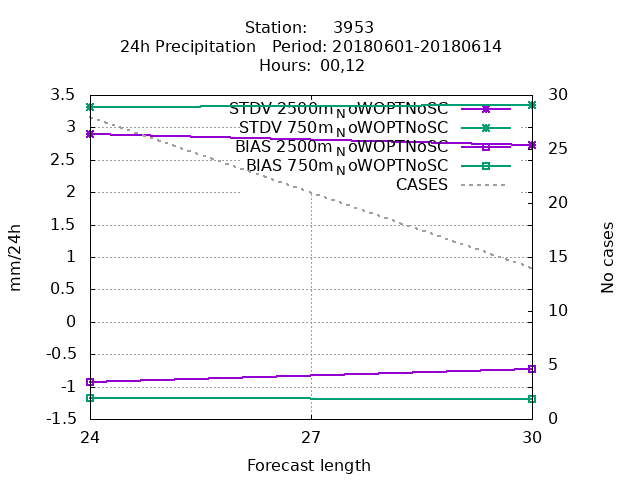 Station: 3953
24h Precipitation Period: 20180601-20180614
Hours: 00,12
3.5
3
2.5
2
1.5
1
0.5
0
-0.5
-1
-1.5
mm/24h
STDV 2500m_NoWOPTNoSC
STDV 750m_NoWOPTNoSC
BIAS 2500m_NoWOPTNoSC
BIAS 750m_NoWOPTNoSC
CASES
30
25
20
15
10
5
0
No cases
24 27 30
Forecast length